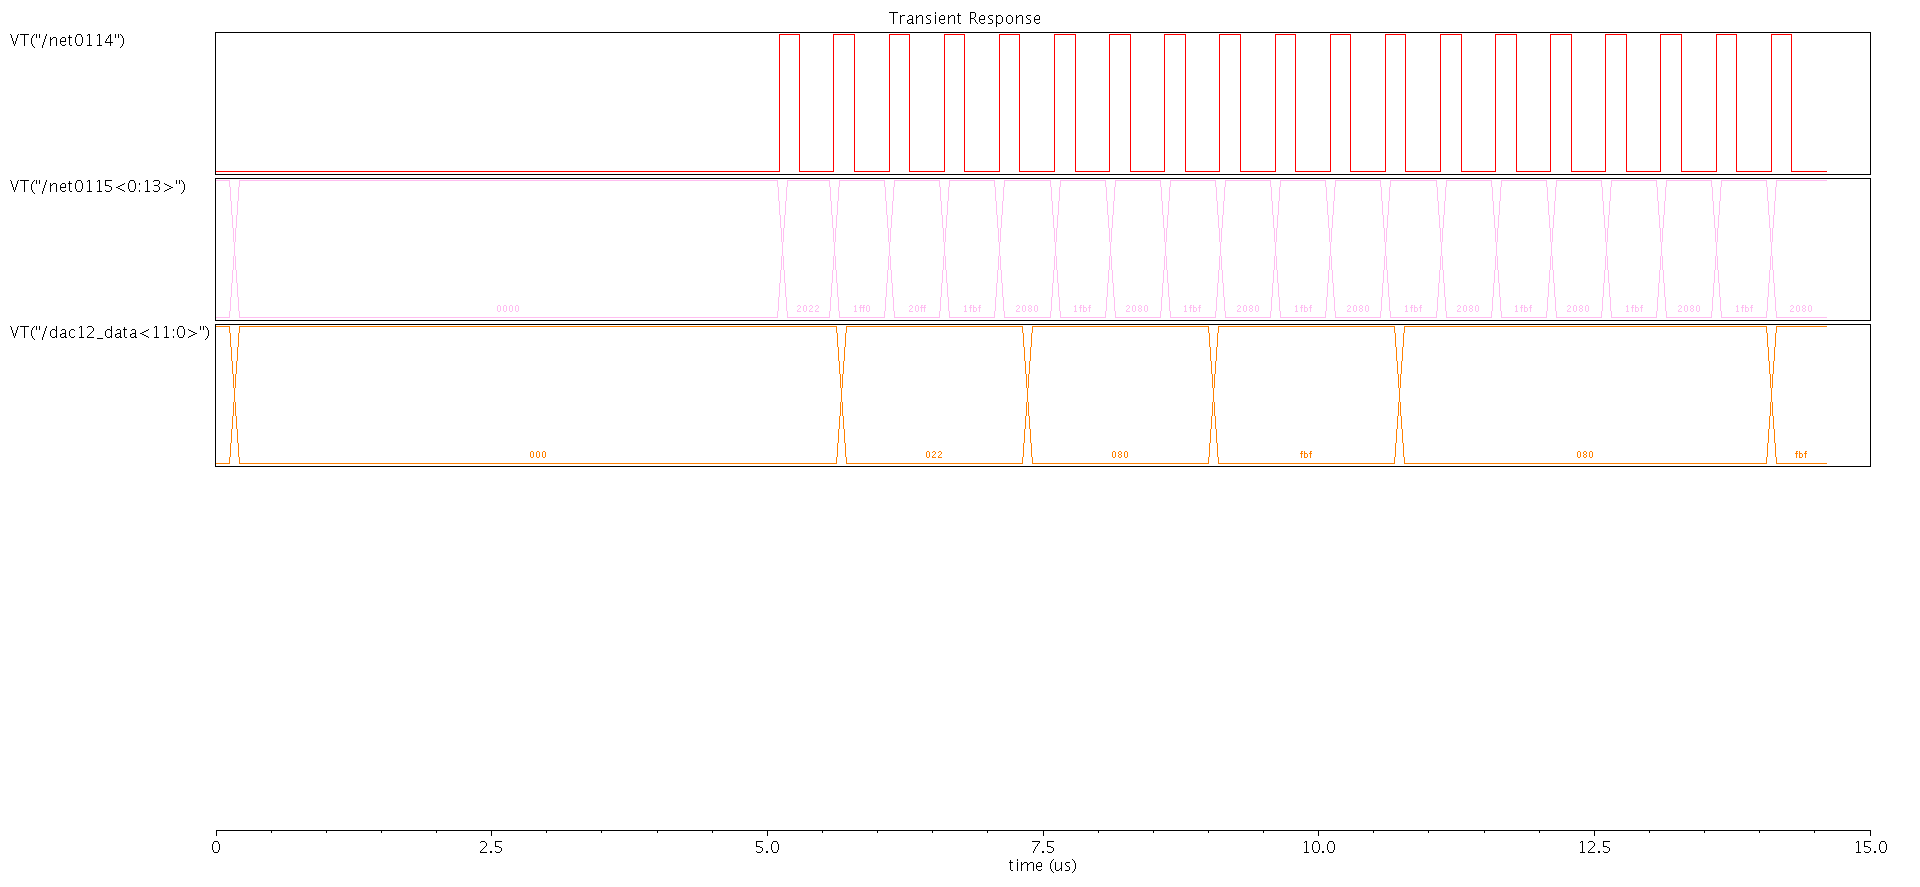 Transient Response
VT("/net0114")
VT("/net0115<0:13>")
0000 2022 1ff0 20ff 1fbf 2080 1fbf 2080 1fbf 2080 1fbf 2080 1fbf 2080 1fbf 2080 1fbf 2080 1fbf 2080
VT("/dac12_data<11:0>")
000 022 080 fbf 080 fbf
0 2.5 5.0 7.5 10.0 12.5 15.0
time (us)